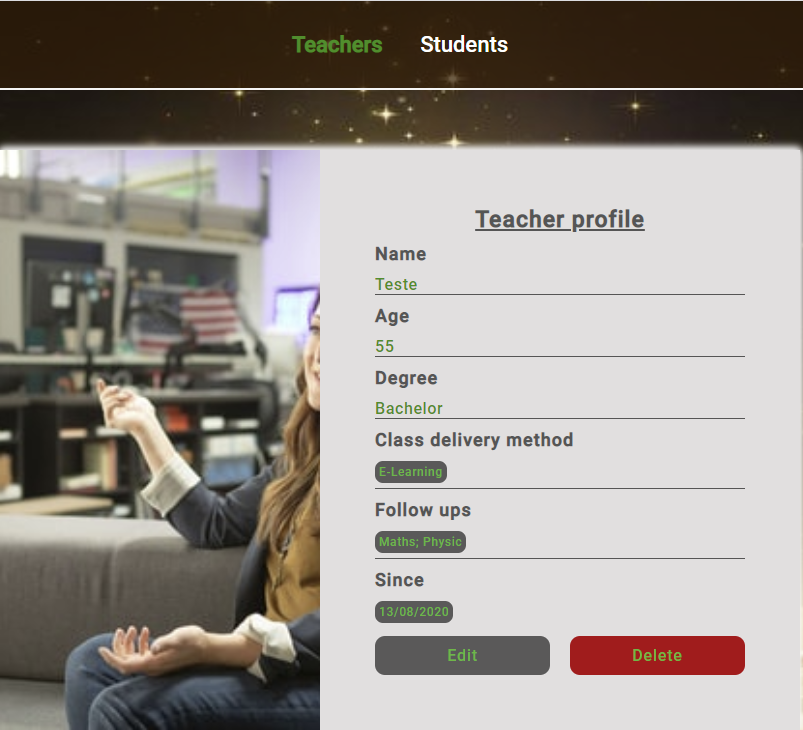 Teachers Students
Teacher profile
Name
Teste
Age
55
Degree
Bachelor
Class delivery method
E-Learning
Follow ups
Maths; Physic
Since
13/08/2020
Edit Delete